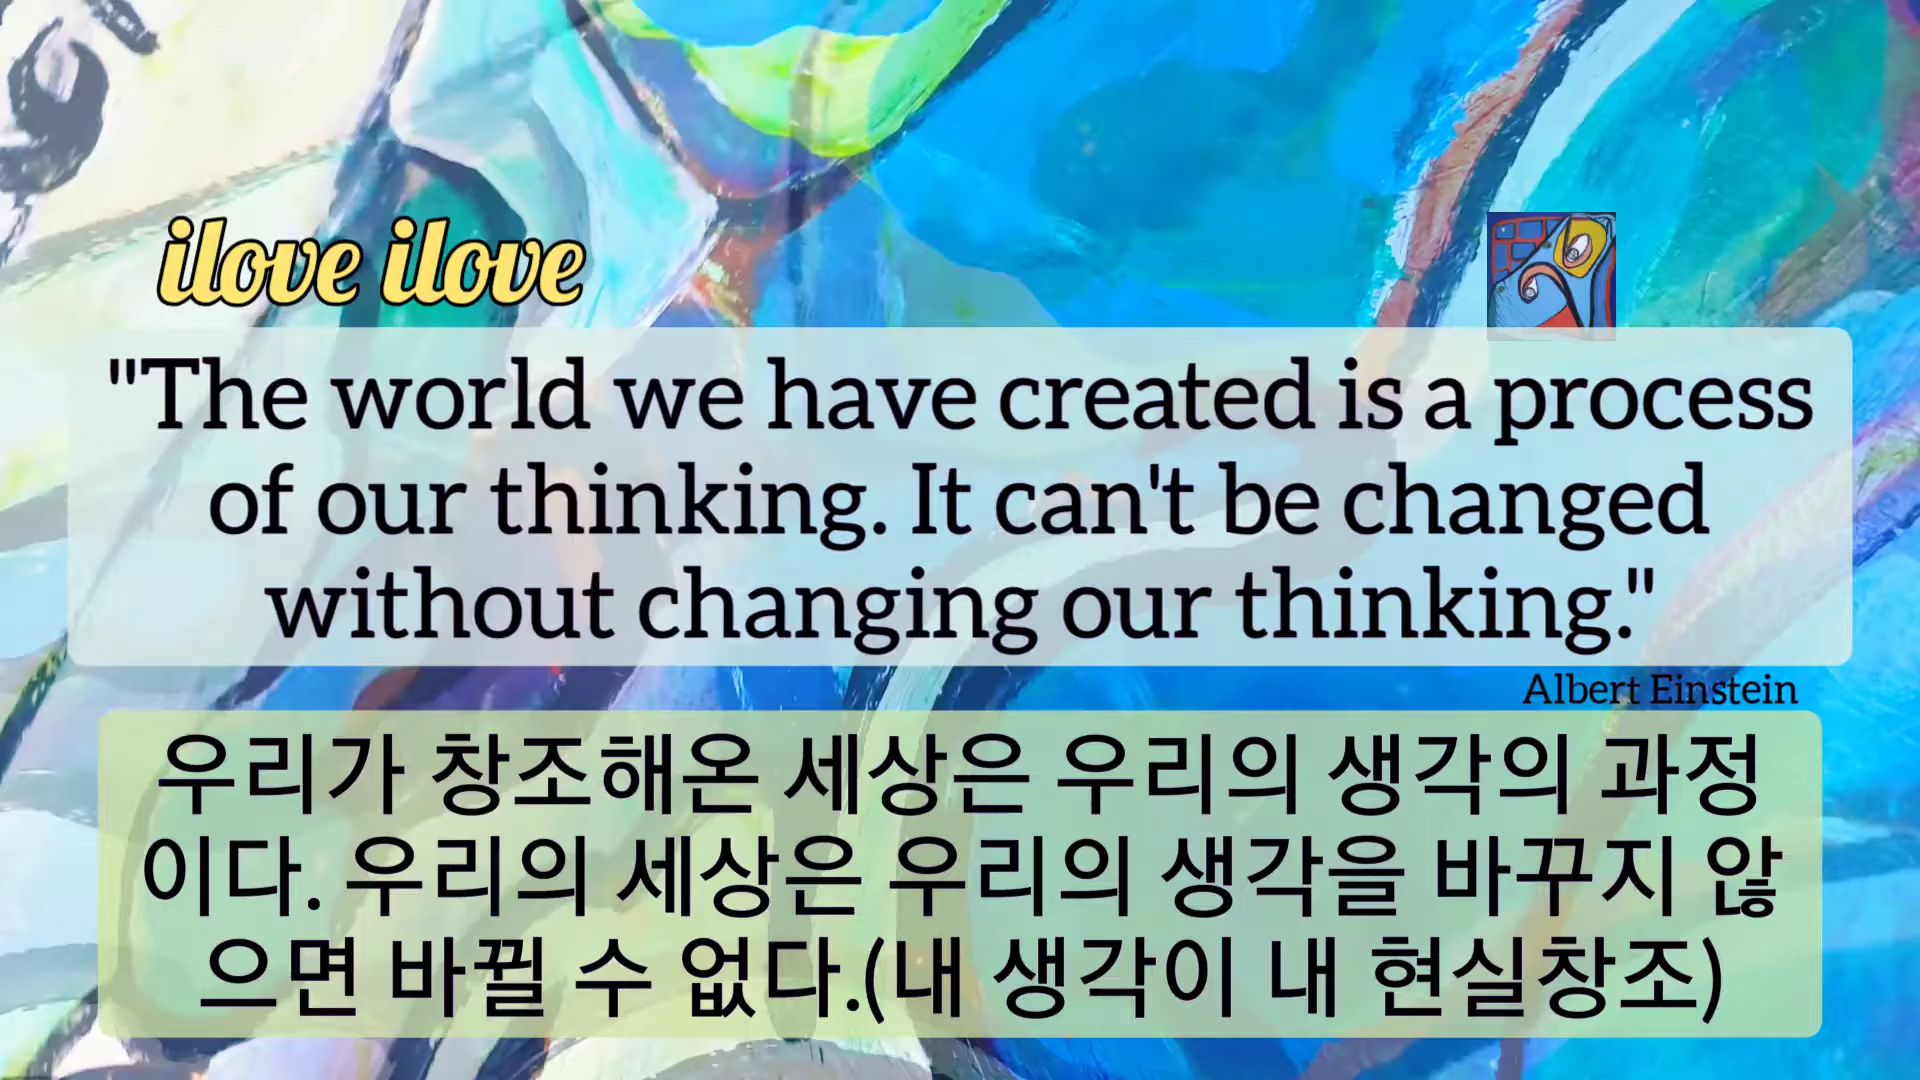 ilove ilove
"The world we have created is a process
of our thinking. It can't be changed
without changing our thinking."
Albert Einstein
우리가 창조해온 세상은 우리의 생각의 과정
이다. 우리의 세상은 우리의 생각을 바꾸지 않
으면 바뀔 수 없다.(내 생각이 내 현실창조)